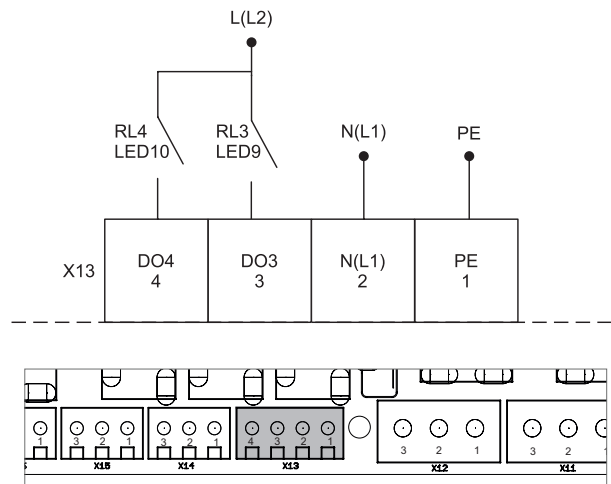 L(L2)
RL4
LED10
RL3
LED9
N(L1)
PE
X13
DO4
4
DO3
3
N(L1)
2
PE
1
1 3 2 1 3 2 1 4 3 2 1 3 2 1 3 2 1
X15 X14 X13 X12 X11